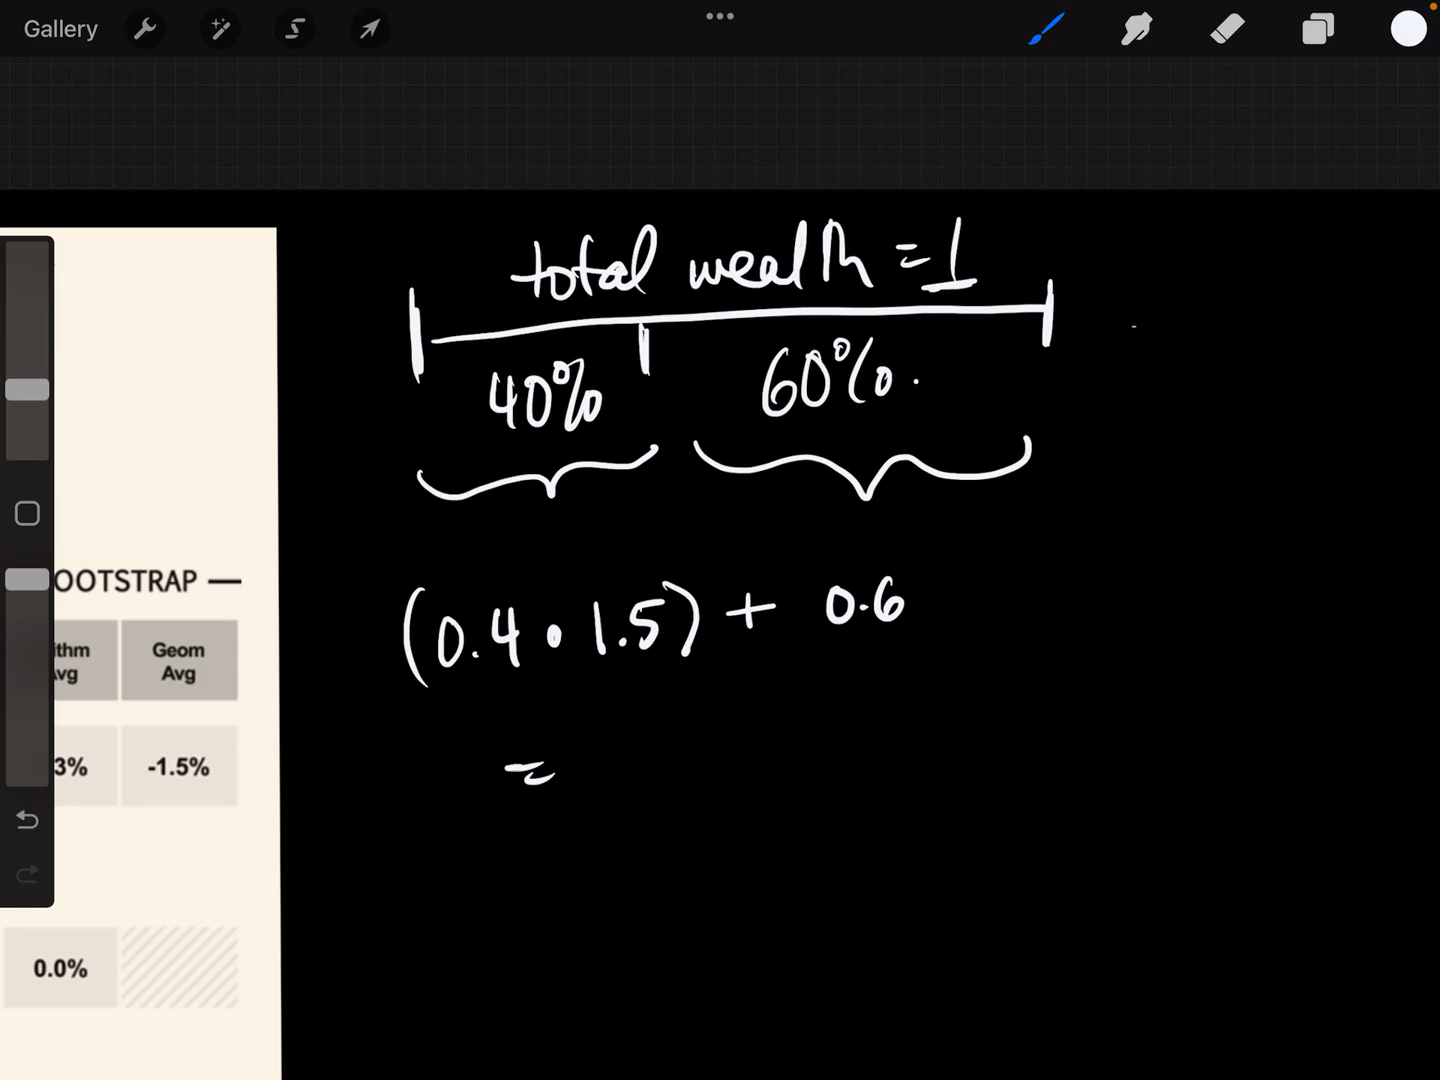 Gallery
total wealth = 1
40%
60%.
OOTSTRAP
Geom
Avg
3%
-1.5%
0.0%
(0.4 • 1.5) + 0.6
=